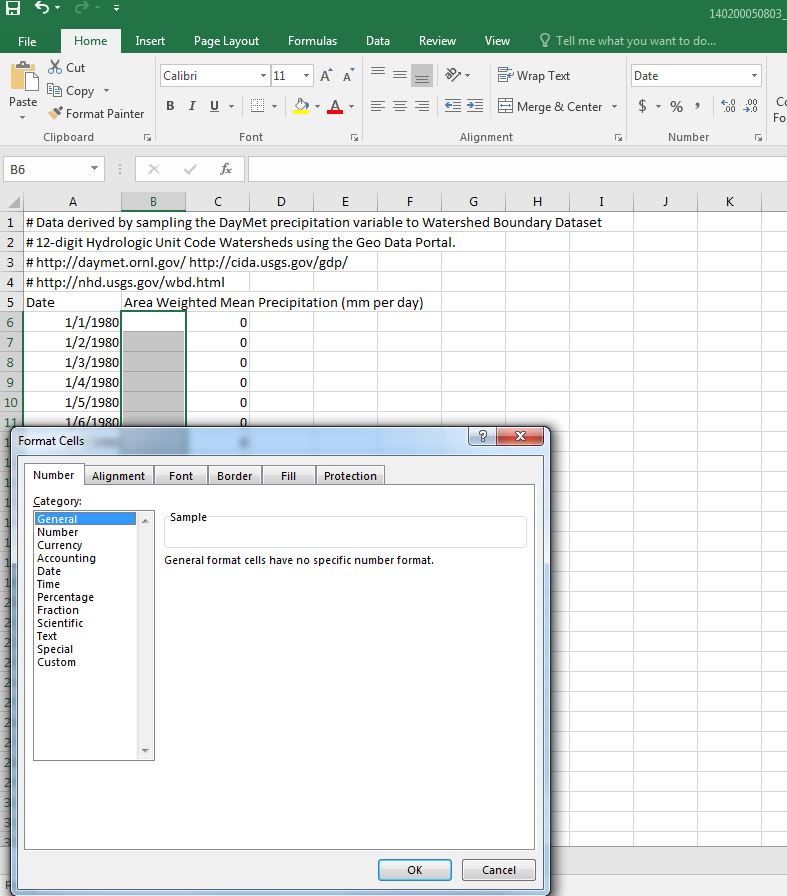 140200050803_
File Home Insert Page Layout Formulas Data Review View Tell me what you want to do...
Paste
Cut
Copy
Format Painter
Calibri 11 A A
B I U A
Wrap Text
Merge & Center
Date
$ % , .00 .0
Co
Fo
Clipboard Font Alignment Number
B6 fx
A B C D E F G H I J K
1 # Data derived by sampling the DayMet precipitation variable to Watershed Boundary Dataset
2 # 12-digit Hydrologic Unit Code Watersheds using the Geo Data Portal.
3 # http://daymet.ornl.gov/ http://cida.usgs.gov/gdp/
4 # http://nhd.usgs.gov/wbd.html
5 Date Area Weighted Mean Precipitation (mm per day)
6 1/1/1980 0
7 1/2/1980 0
8 1/3/1980 0
9 1/4/1980 0
10 1/5/1980 0
11 1/6/1980 0
Format Cells ?
Number Alignment Font Border Fill Protection
Category:
General
Number
Currency
Accounting
Date
Time
Percentage
Fraction
Scientific
Text
Special
Custom
Sample
General format cells have no specific number format.
OK Cancel